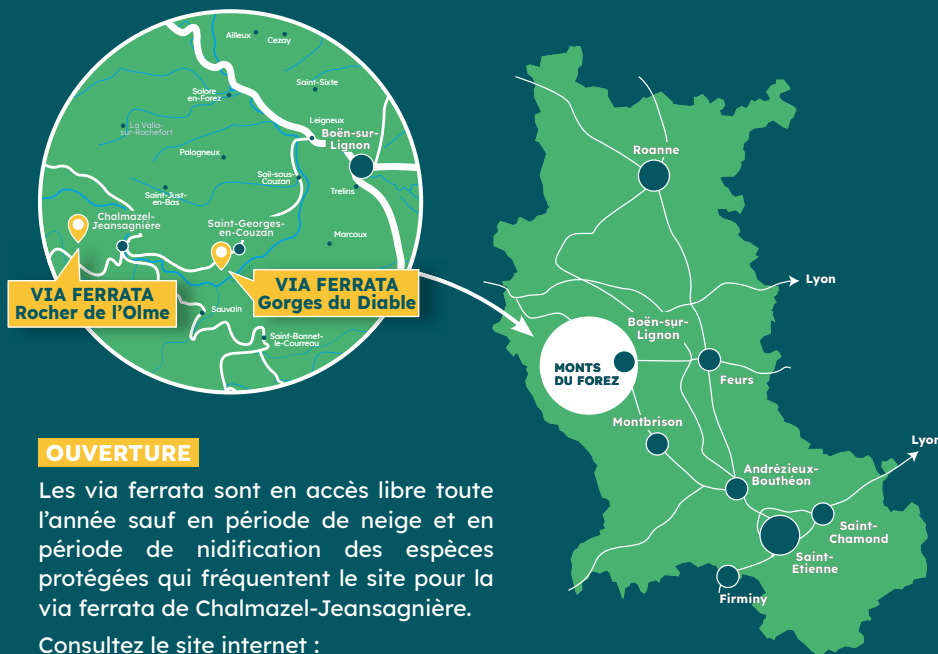 Ailleux
Cezay
Saint-Sixte
Solore
en-Forez
Leigneux
La Valla-
sur-Rochefort
Boën-sur-
Lignon
Palogneux
Sail-sous-
Couzan
Trelins
Saint-Just-
en-Bas
Chalmazel-
Jeansagnière
Saint-Georges-
en-Couzan
Marcoux
VIA FERRATA
Rocher de l’Olme
VIA FERRATA
Gorges du Diable
Sauvain
Saint-Bonnet-
le-Courreau
Roanne
Lyon
Boën-sur-
Lignon
MONTS
DU FOREZ
Feurs
Montbrison
Lyon
Andrézieux-
Bouthéon
Saint-
Chamond
Saint-
Etienne
Firminy
OUVERTURE
Les via ferrata sont en accès libre toute
l’année sauf en période de neige et en
période de nidification des espèces
protégées qui fréquentent le site pour la
via ferrata de Chalmazel-Jeansagnière.
Consultez le site internet :